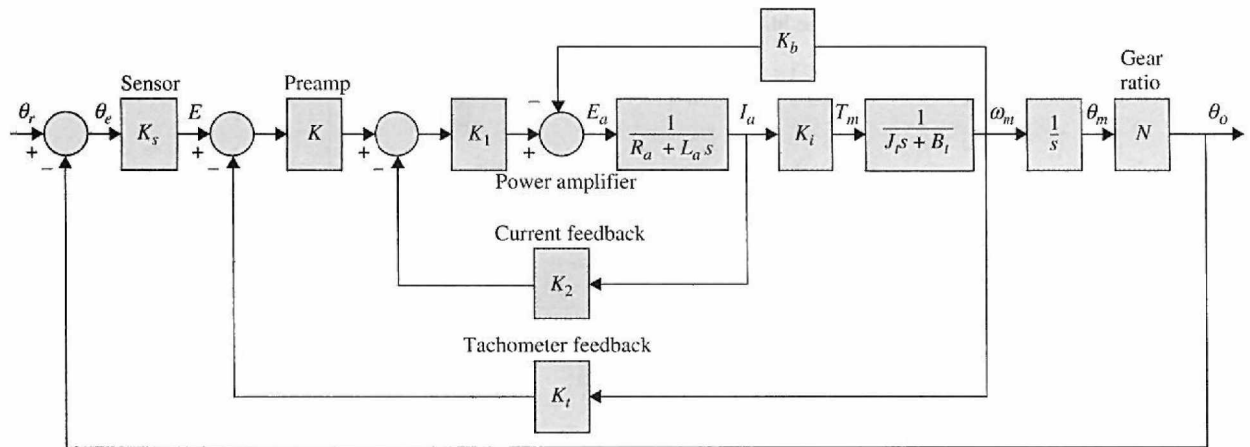 K_b
Gear
ratio
Sensor
Preamp
θ_r
θ_e
K_s
E
K
K_1
E_a
1
R_a + L_a s
I_a
K_i
T_m
1
J_t s + B_t
ω_m
1
s
θ_m
N
θ_o
+
−
+
−
+
−
+
−
Power amplifier
Current feedback
K_2
Tachometer feedback
K_t